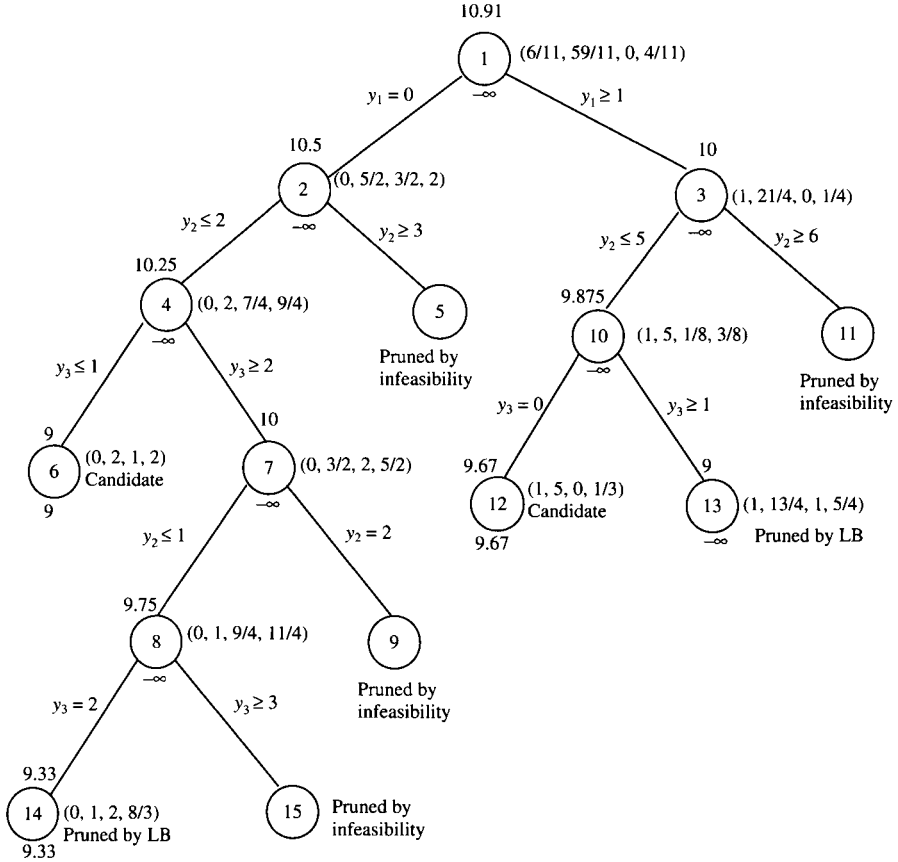 10.91
1
(6/11, 59/11, 0, 4/11)
–∞
y₁ = 0
y₁ ≥ 1
10.5
2
(0, 5/2, 3/2, 2)
–∞
10
3
(1, 21/4, 0, 1/4)
–∞
y₂ ≤ 2
y₂ ≥ 3
y₂ ≤ 5
y₂ ≥ 6
10.25
4
(0, 2, 7/4, 9/4)
–∞
5
Pruned by
infeasibility
9.875
10
(1, 5, 1/8, 3/8)
–∞
11
Pruned by
infeasibility
y₃ ≤ 1
y₃ ≥ 2
y₃ = 0
y₃ ≥ 1
9
6
(0, 2, 1, 2)
Candidate
9
10
7
(0, 3/2, 2, 5/2)
–∞
9.67
12
(1, 5, 0, 1/3)
Candidate
9.67
9
13
(1, 13/4, 1, 5/4)
–∞
Pruned by LB
y₂ ≤ 1
y₂ = 2
9.75
8
(0, 1, 9/4, 11/4)
–∞
9
Pruned by
infeasibility
y₃ = 2
y₃ ≥ 3
9.33
14
(0, 1, 2, 8/3)
Pruned by LB
9.33
15
Pruned by
infeasibility